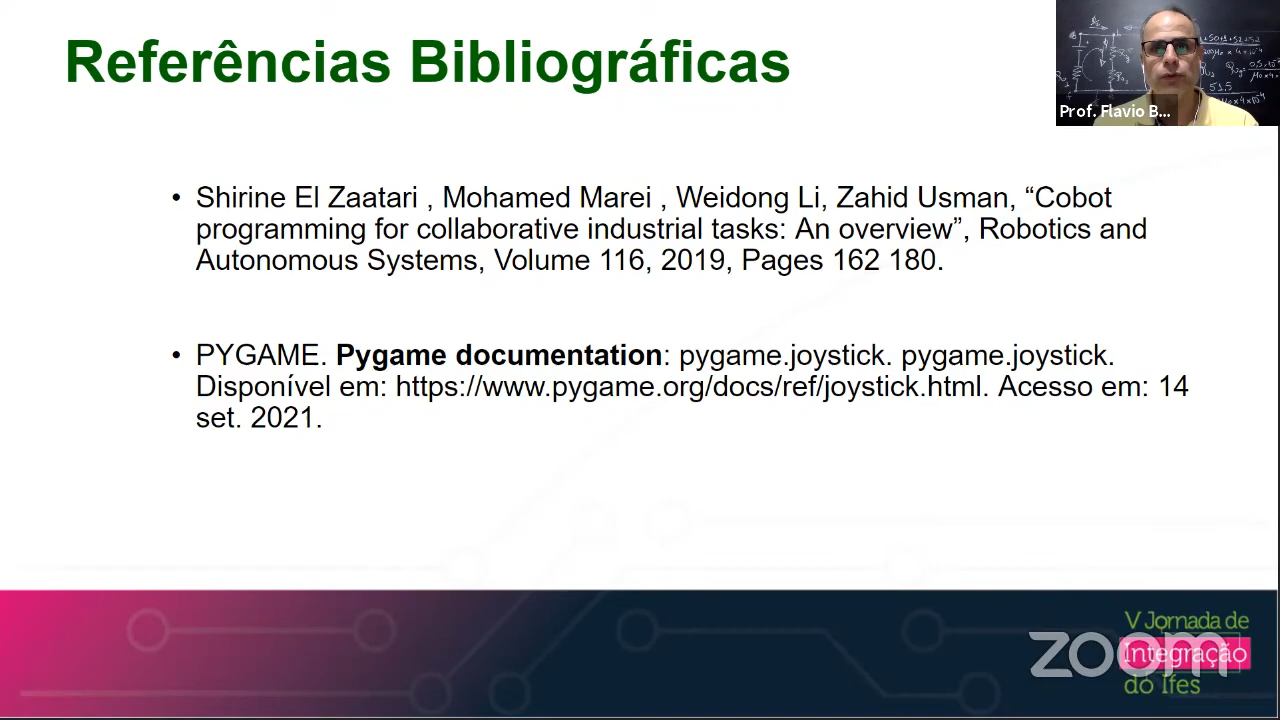 Referências Bibliográficas
Prof. Flavio B...
• Shirine El Zaatari , Mohamed Marei , Weidong Li, Zahid Usman, “Cobot
programming for collaborative industrial tasks: An overview”, Robotics and
Autonomous Systems, Volume 116, 2019, Pages 162 180.
• PYGAME. Pygame documentation: pygame.joystick. pygame.joystick.
Disponível em: https://www.pygame.org/docs/ref/joystick.html. Acesso em: 14
set. 2021.
V Jornada de
Integração
do Ifes
zoom